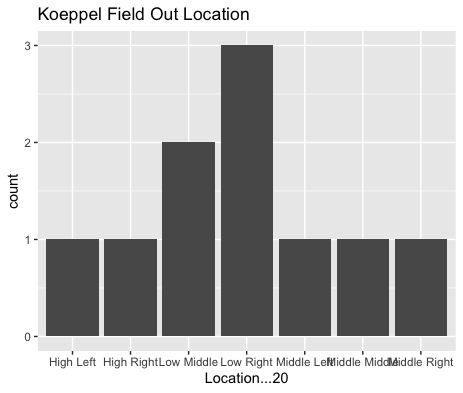 Koeppel Field Out Location
count
3
2
1
0
High Left High Right Low Middle Low Right Middle Left Middle Middle Middle Right
Location...20